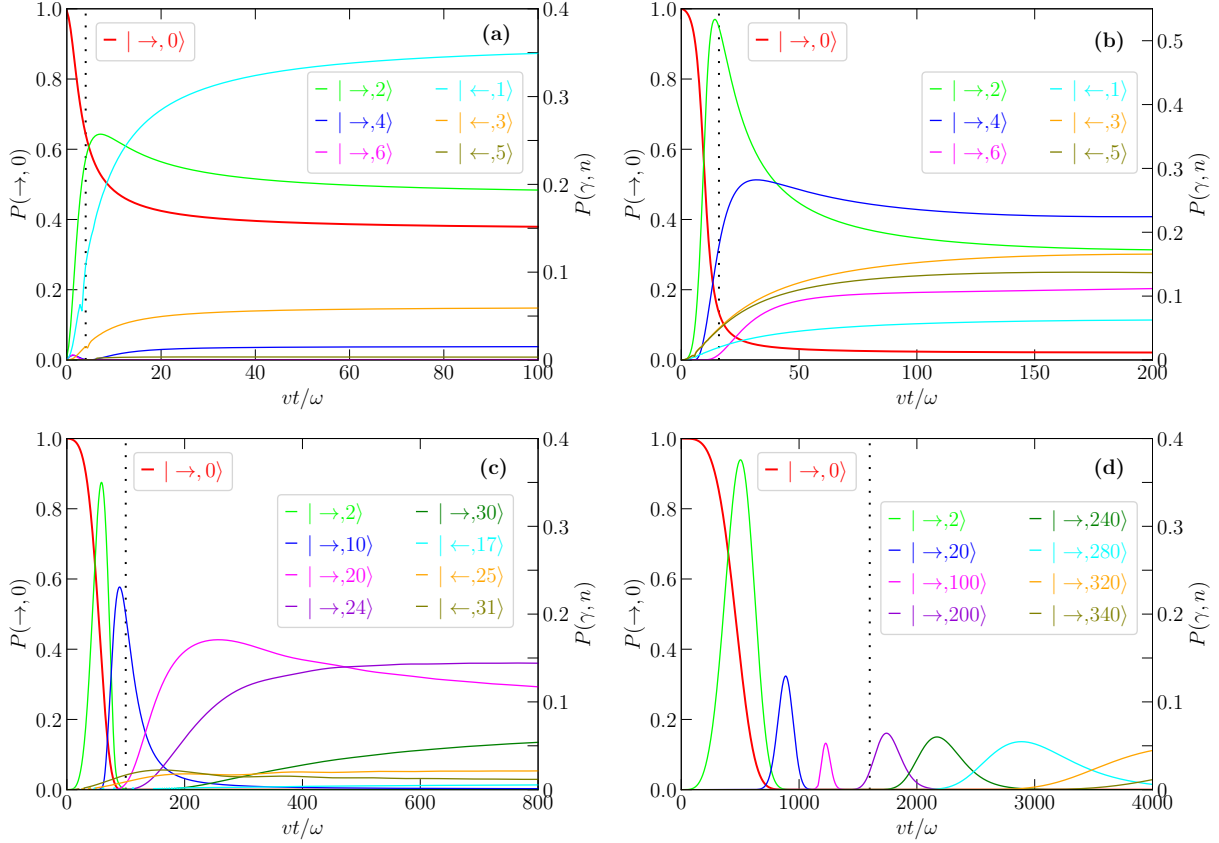 (a)
| →, 0⟩
| →,2⟩ | ←,1⟩
| →,4⟩ | ←,3⟩
| →,6⟩ | ←,5⟩
1.0
0.8
0.6
0.4
0.2
0.0
P(→, 0)
0.4
0.3
0.2
0.1
0
P(γ, n)
0 20 40 60 80 100
vt/ω
(b)
| →, 0⟩
| →,2⟩ | ←,1⟩
| →,4⟩ | ←,3⟩
| →,6⟩ | ←,5⟩
1.0
0.8
0.6
0.4
0.2
0.0
P(→, 0)
0.5
0.4
0.3
0.2
0.1
0
P(γ, n)
0 50 100 150 200
vt/ω
(c)
| →, 0⟩
| →,2⟩ | →,30⟩
| →,10⟩ | ←,17⟩
| →,20⟩ | ←,25⟩
| →,24⟩ | ←,31⟩
1.0
0.8
0.6
0.4
0.2
0.0
P(→, 0)
0.4
0.3
0.2
0.1
0
P(γ, n)
0 200 400 600 800
vt/ω
(d)
| →, 0⟩
| →,2⟩ | →,240⟩
| →,20⟩ | →,280⟩
| →,100⟩ | →,320⟩
| →,200⟩ | →,340⟩
1.0
0.8
0.6
0.4
0.2
0.0
P(→, 0)
0.4
0.3
0.2
0.1
0
P(γ, n)
0 1000 2000 3000 4000
vt/ω